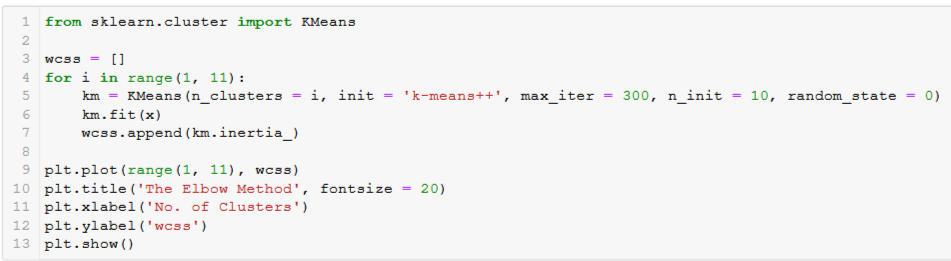 1 from sklearn.cluster import KMeans
2
3 wcss = []
4 for i in range(1, 11):
5     km = KMeans(n_clusters = i, init = 'k-means++', max_iter = 300, n_init = 10, random_state = 0)
6     km.fit(x)
7     wcss.append(km.inertia_)
8
9 plt.plot(range(1, 11), wcss)
10 plt.title('The Elbow Method', fontsize = 20)
11 plt.xlabel('No. of Clusters')
12 plt.ylabel('wcss')
13 plt.show()